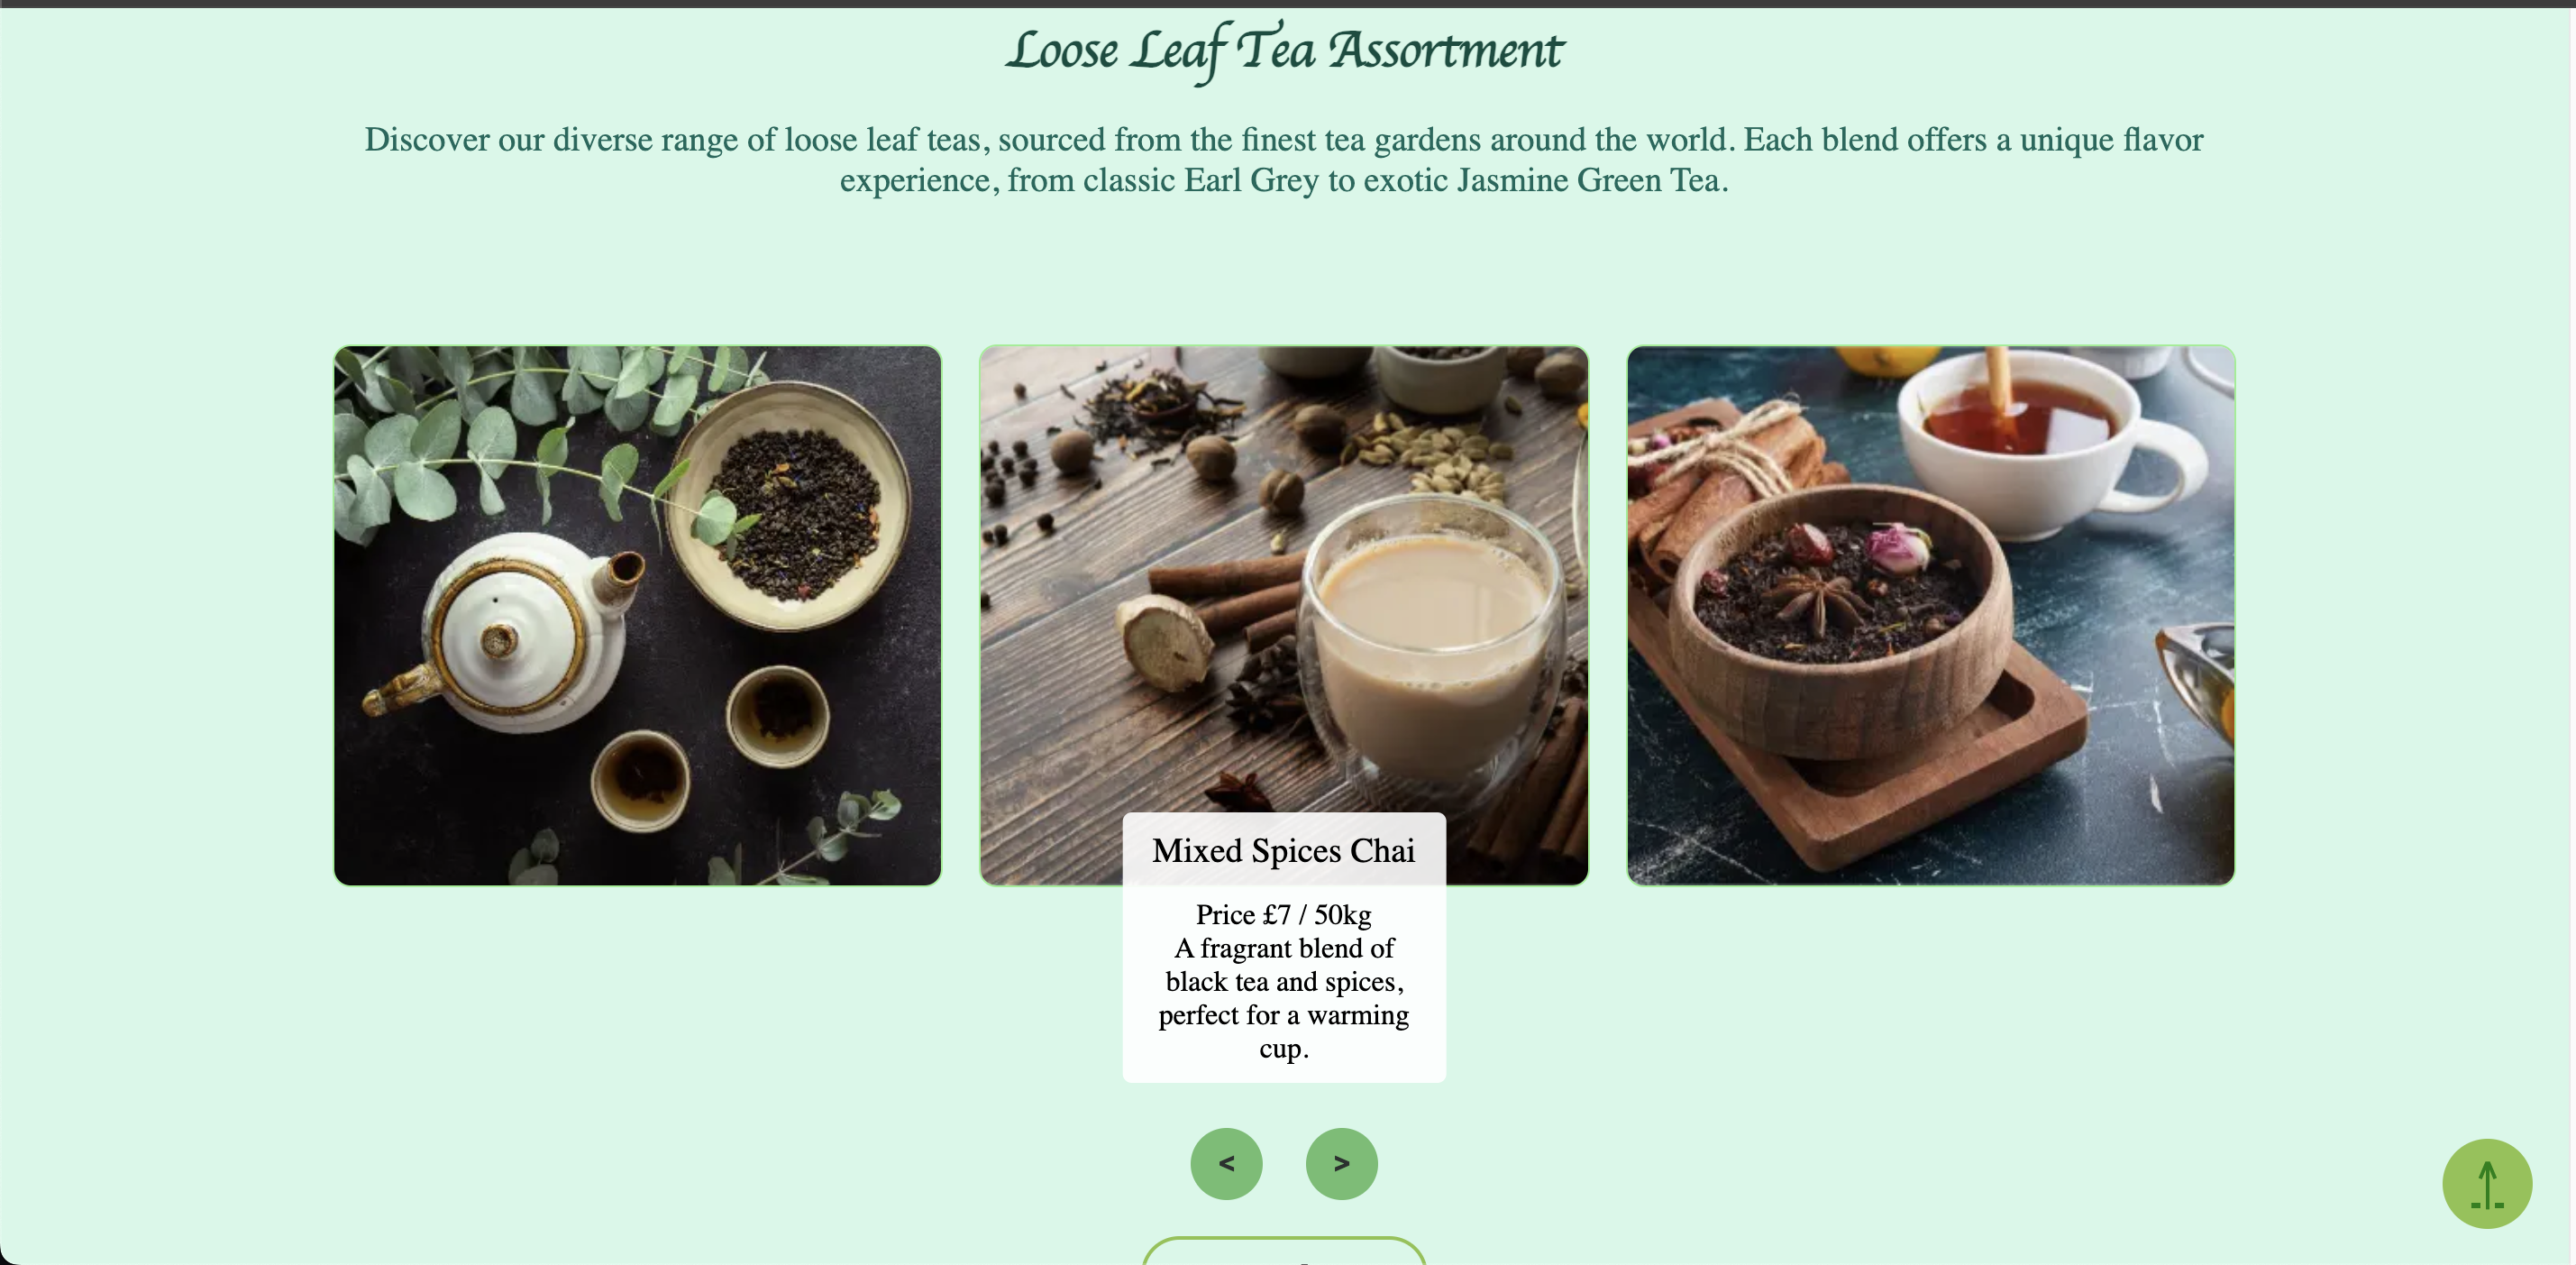 Loose Leaf Tea Assortment
Discover our diverse range of loose leaf teas, sourced from the finest tea gardens around the world. Each blend offers a unique flavor
experience, from classic Earl Grey to exotic Jasmine Green Tea.
Mixed Spices Chai
Price £7 / 50kg
A fragrant blend of
black tea and spices,
perfect for a warming
cup.
< >